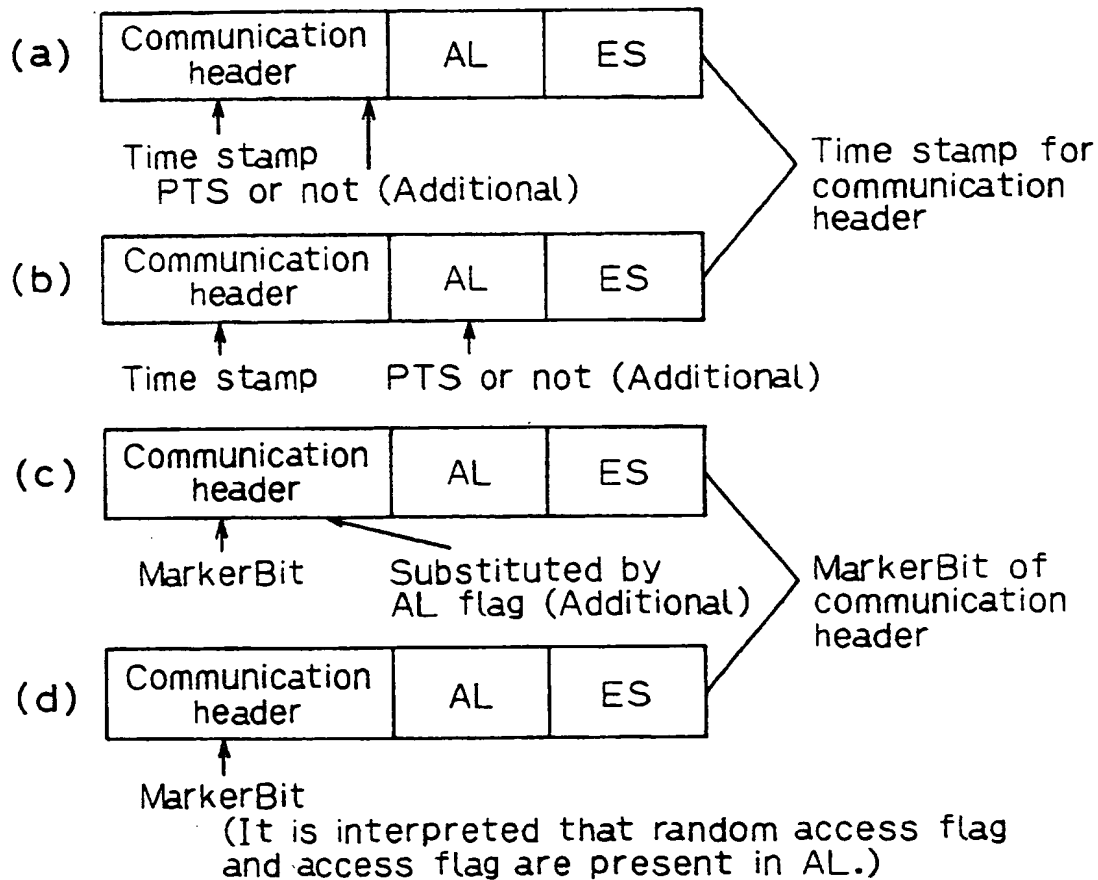 (a)
Communication
header
AL
ES
Time stamp
PTS or not (Additional)
Time stamp for
communication
header
(b)
Communication
header
AL
ES
Time stamp
PTS or not (Additional)
(c)
Communication
header
AL
ES
MarkerBit
Substituted by
AL flag (Additional)
MarkerBit of
communication
header
(d)
Communication
header
AL
ES
MarkerBit
(It is interpreted that random access flag
and access flag are present in AL.)